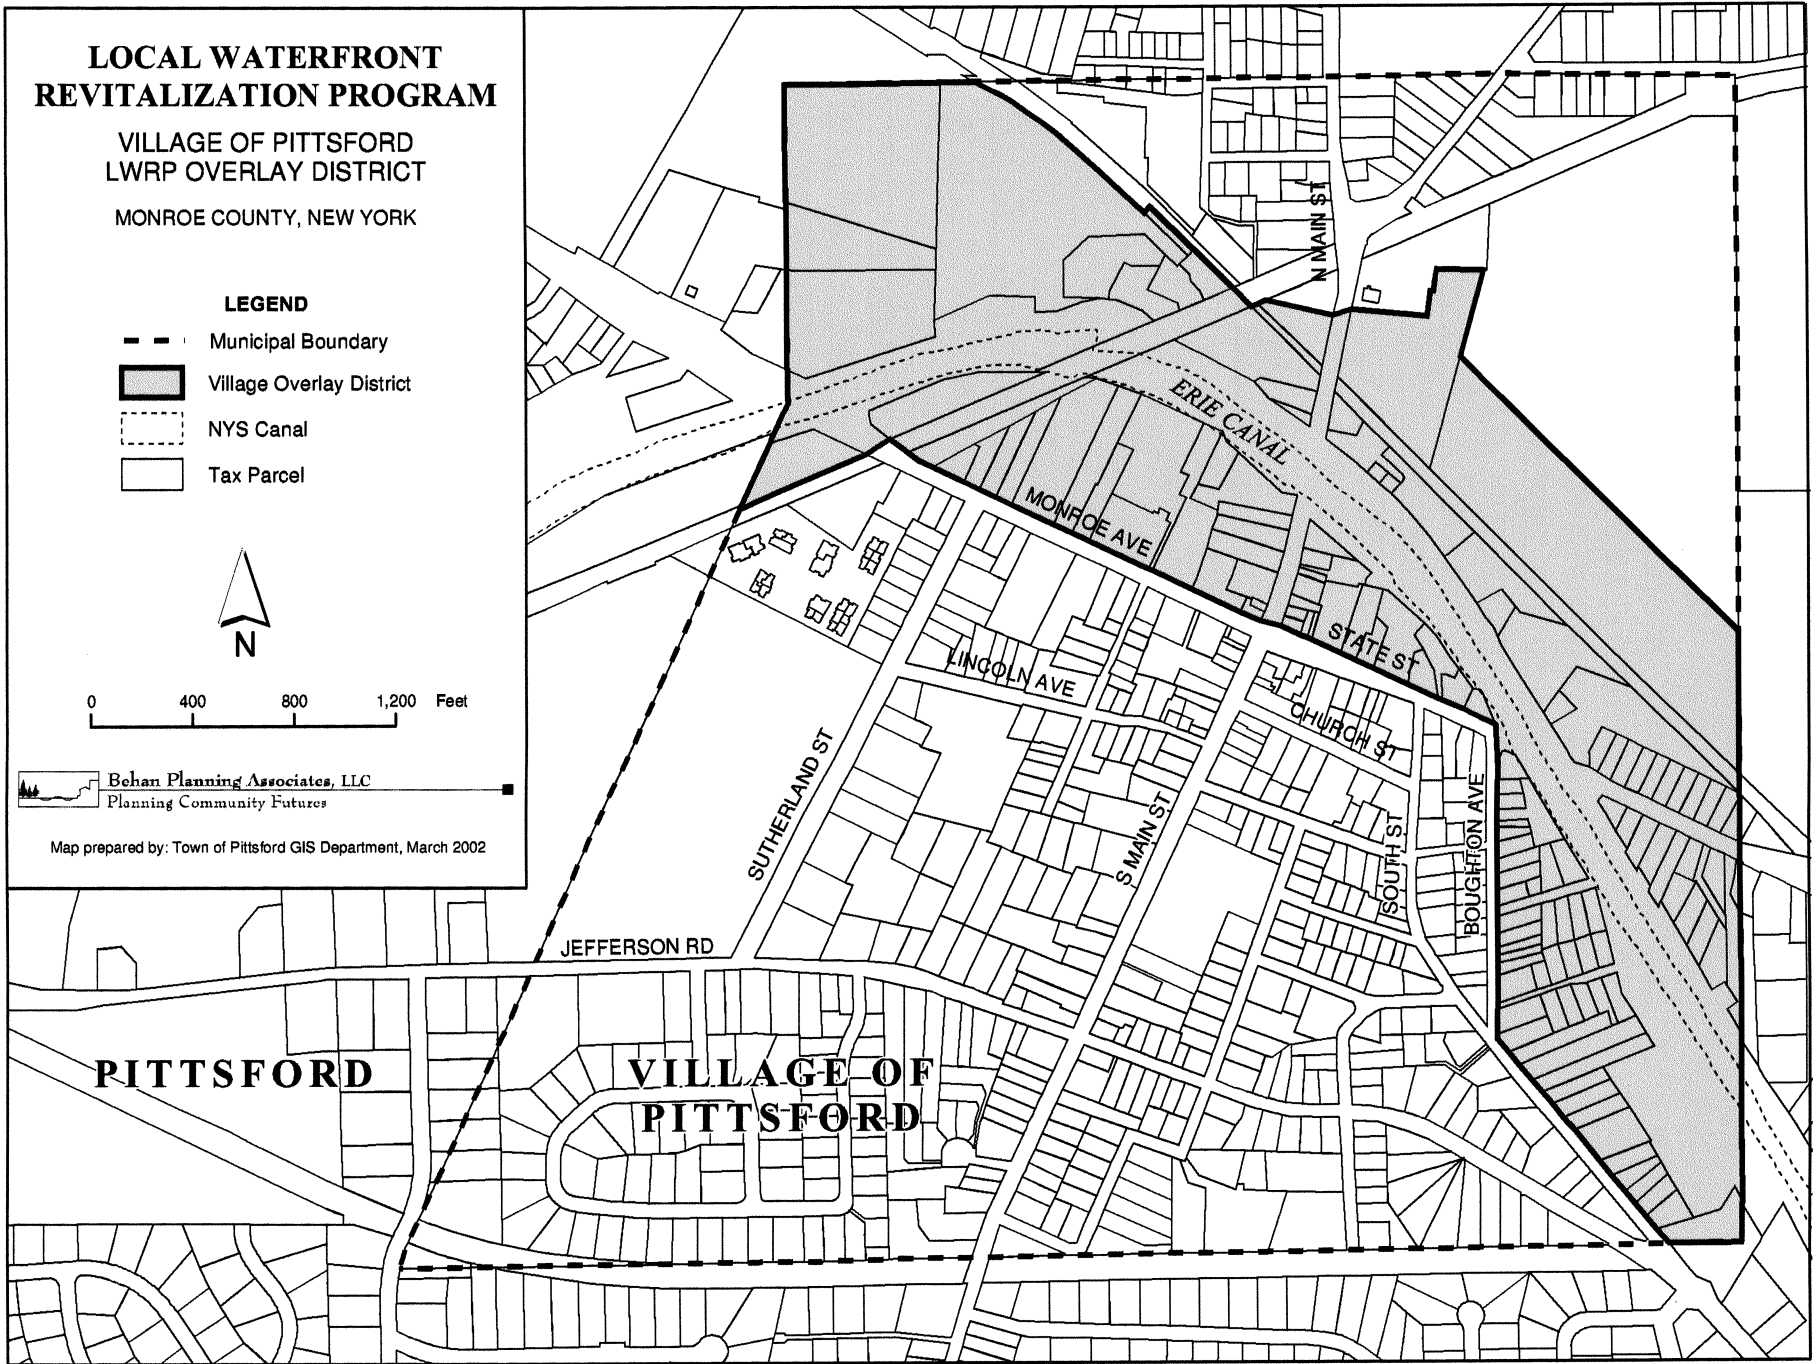 LOCAL WATERFRONT
REVITALIZATION PROGRAM
VILLAGE OF PITTSFORD
LWRP OVERLAY DISTRICT
MONROE COUNTY, NEW YORK
LEGEND
Municipal Boundary
Village Overlay District
NYS Canal
Tax Parcel
N
0 400 800 1,200 Feet
Behan Planning Associates, LLC
Planning Community Futures
Map prepared by: Town of Pittsford GIS Department, March 2002
N MAIN ST
ERIE CANAL
MONROE AVE
STATE ST
LINCOLN AVE
CHURCH ST
SUTHERLAND ST
S MAIN ST
SOUTH ST
BOUGHTON AVE
JEFFERSON RD
PITTSFORD
VILLAGE OF
PITTSFORD